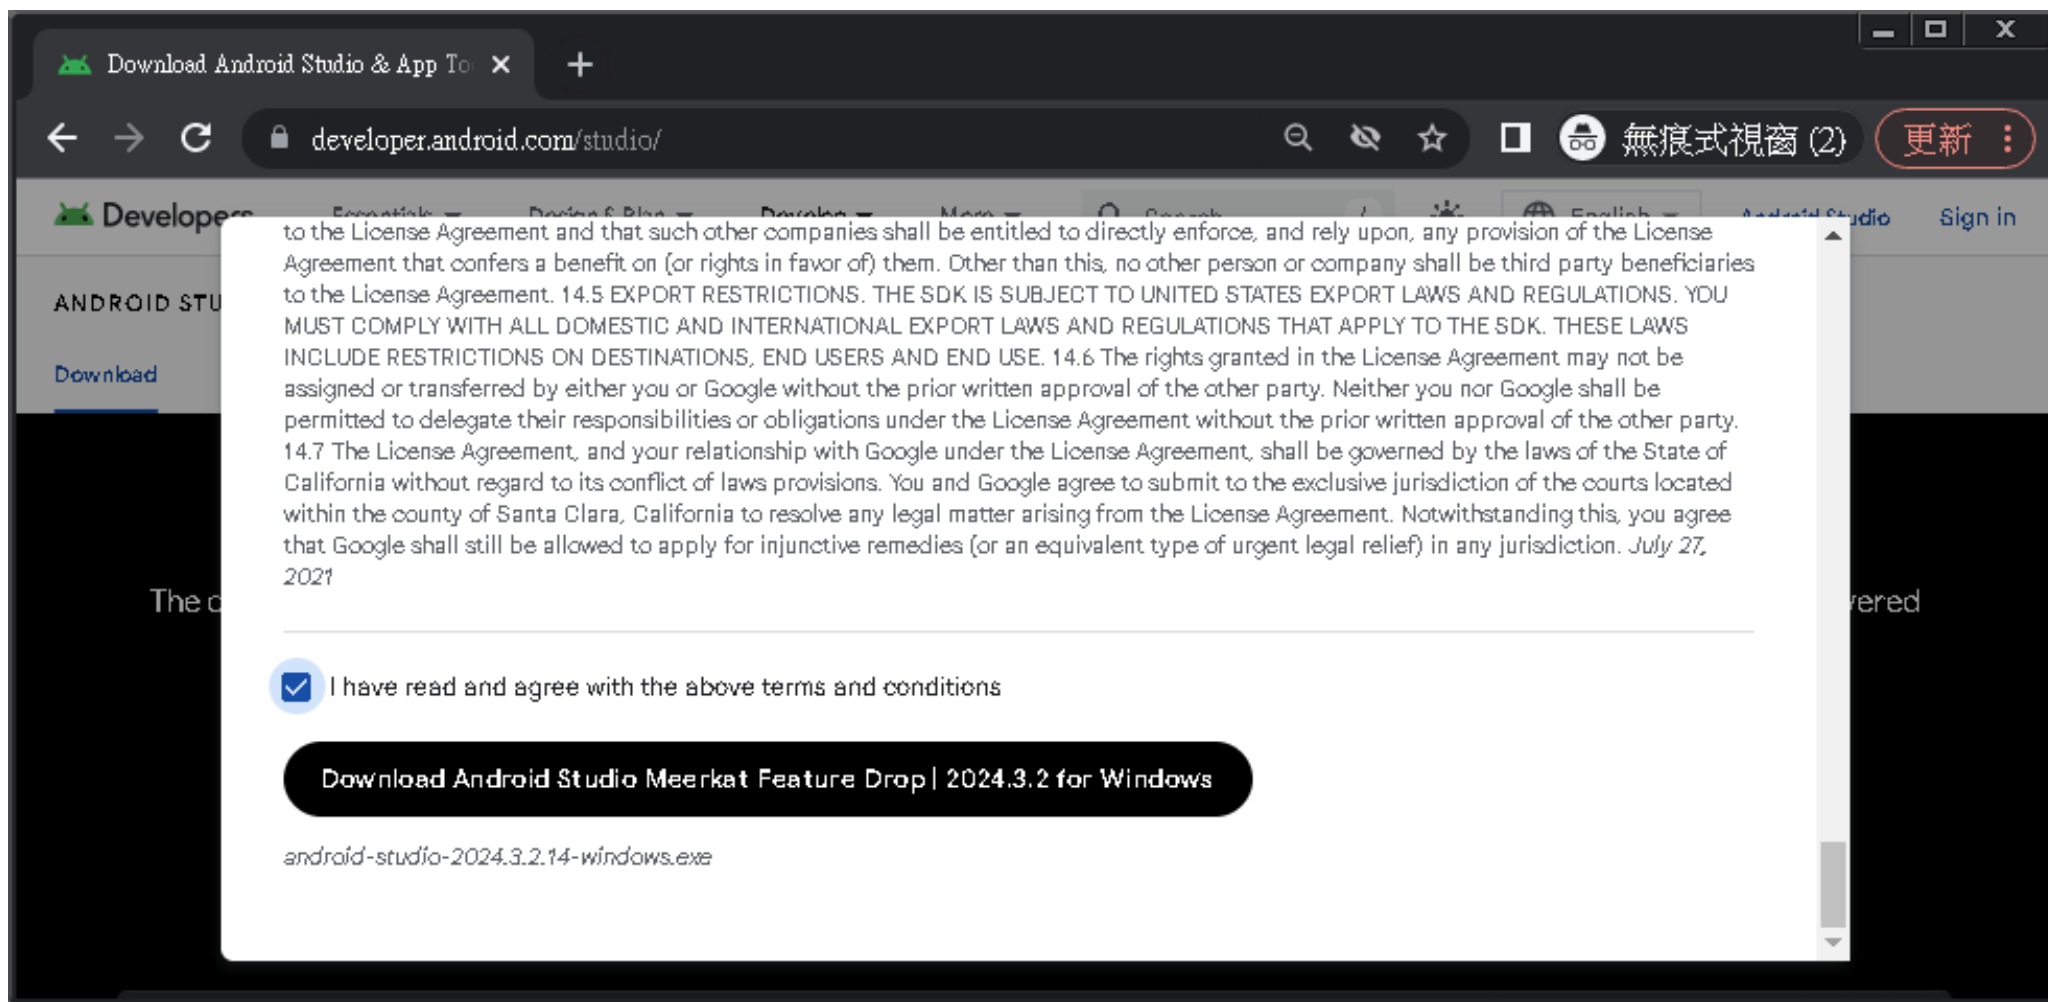 Download Android Studio & App To
developer.android.com/studio/
無痕式視窗 (2)
更新
Developers Essentials Design & Plan Develop More Search / English Android Studio Sign in
ANDROID STU
Download
to the License Agreement and that such other companies shall be entitled to directly enforce, and rely upon, any provision of the License
Agreement that confers a benefit on (or rights in favor of) them. Other than this, no other person or company shall be third party beneficiaries
to the License Agreement. 14.5 EXPORT RESTRICTIONS. THE SDK IS SUBJECT TO UNITED STATES EXPORT LAWS AND REGULATIONS. YOU
MUST COMPLY WITH ALL DOMESTIC AND INTERNATIONAL EXPORT LAWS AND REGULATIONS THAT APPLY TO THE SDK. THESE LAWS
INCLUDE RESTRICTIONS ON DESTINATIONS, END USERS AND END USE. 14.6 The rights granted in the License Agreement may not be
assigned or transferred by either you or Google without the prior written approval of the other party. Neither you nor Google shall be
permitted to delegate their responsibilities or obligations under the License Agreement without the prior written approval of the other party.
14.7 The License Agreement, and your relationship with Google under the License Agreement, shall be governed by the laws of the State of
California without regard to its conflict of laws provisions. You and Google agree to submit to the exclusive jurisdiction of the courts located
within the county of Santa Clara, California to resolve any legal matter arising from the License Agreement. Notwithstanding this, you agree
that Google shall still be allowed to apply for injunctive remedies (or an equivalent type of urgent legal relief) in any jurisdiction. July 27,
2021
The
vered
I have read and agree with the above terms and conditions
Download Android Studio Meerkat Feature Drop | 2024.3.2 for Windows
android-studio-2024.3.2.14-windows.exe